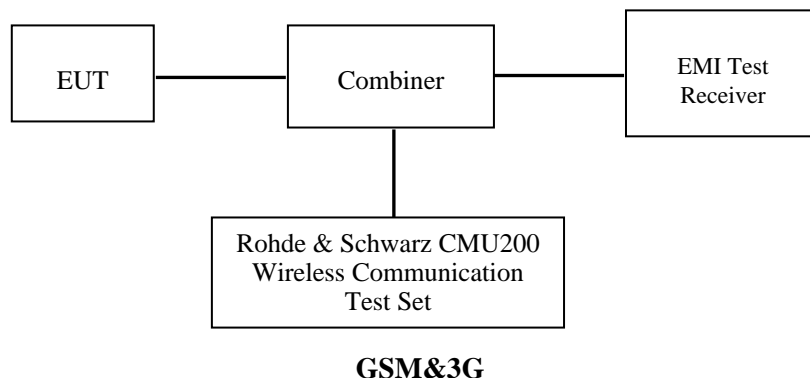 EUT
Combiner
EMI Test
Receiver
Rohde & Schwarz CMU200
Wireless Communication
Test Set
GSM&3G